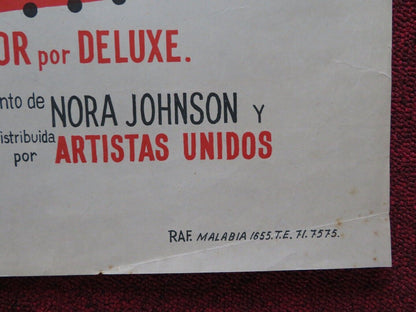 OR por DELUXE.
nto de NORA JOHNSON Y
istribuida
por ARTISTAS UNIDOS
RAF. MALABIA 1655.T.E. 71.7575.